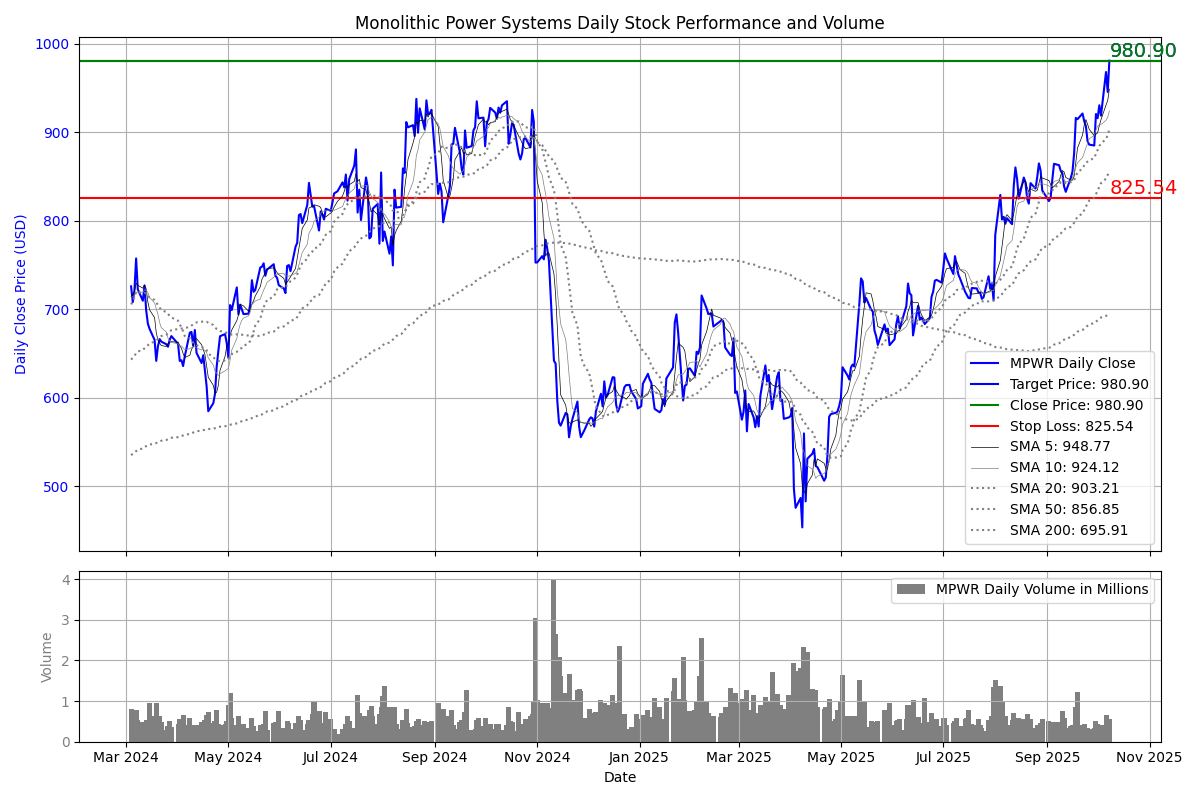 Monolithic Power Systems Daily Stock Performance and Volume
Daily Close Price (USD)
1000
900
800
700
600
500
980.90
825.54
MPWR Daily Close
Target Price: 980.90
Close Price: 980.90
Stop Loss: 825.54
SMA 5: 948.77
SMA 10: 924.12
SMA 20: 903.21
SMA 50: 856.85
SMA 200: 695.91
Volume
4
3
2
1
0
MPWR Daily Volume in Millions
Mar 2024 May 2024 Jul 2024 Sep 2024 Nov 2024 Jan 2025 Mar 2025 May 2025 Jul 2025 Sep 2025 Nov 2025
Date